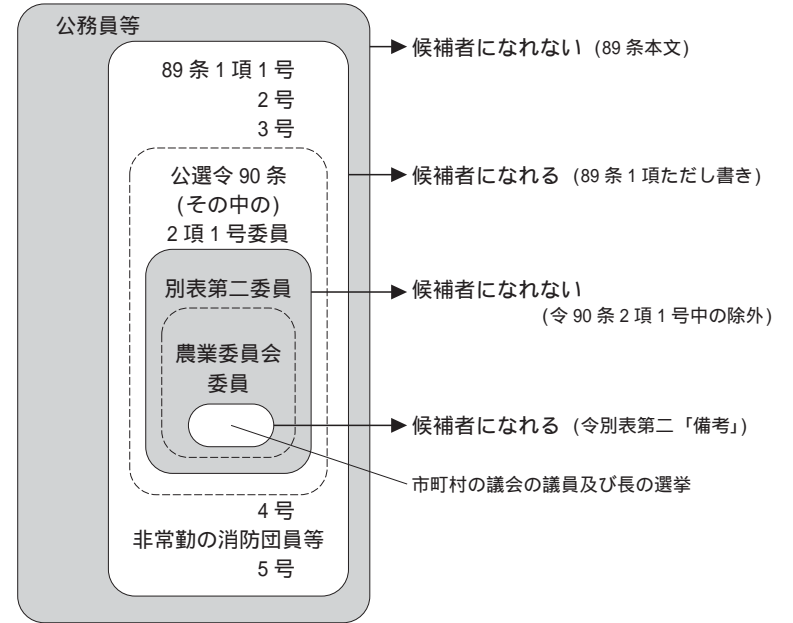 公務員等
候補者になれない (89 条本文)
89 条 1 項 1 号
2 号
3 号
公選令 90 条
(その中の)
2 項 1 号委員
候補者になれる (89 条 1 項ただし書き)
別表第二委員
候補者になれない
(令 90 条 2 項 1 号中の除外)
農業委員会
委員
候補者になれる (令別表第二「備考」)
市町村の議会の議員及び長の選挙
4 号
非常勤の消防団員等
5 号